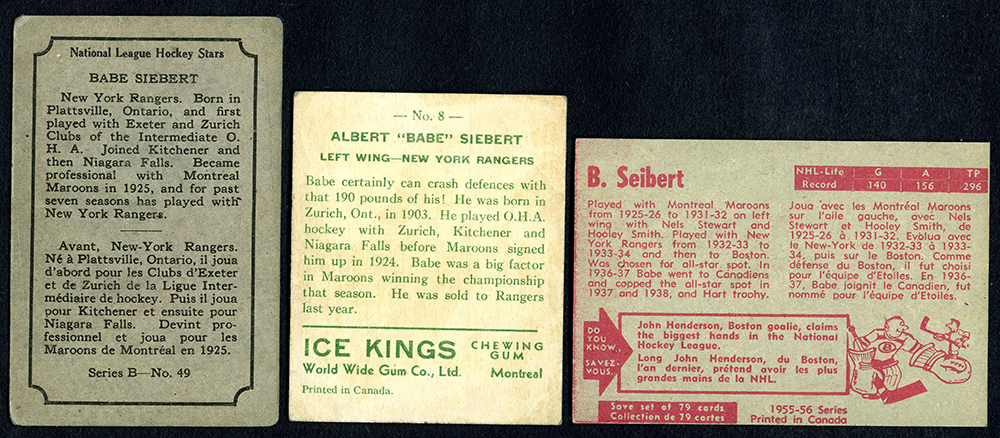 National League Hockey Stars
BABE SIEBERT
New York Rangers. Born in
Plattsville, Ontario, and first
played with Exeter and Zurich
Clubs of the Intermediate O.
H. A. Joined Kitchener and
then Niagara Falls. Became
professional with Montreal
Maroons in 1925, and for past
seven seasons has played with
New York Rangers.
Avant, New-York Rangers.
Né à Plattsville, Ontario, il joua
d'abord pour les Clubs d'Exeter
et de Zurich de la Ligue Inter-
médiaire de hockey. Puis il joua
pour Kitchener et ensuite pour
Niagara Falls. Devint pro-
fessionnel et joua pour les
Maroons de Montréal en 1925.
Series B—No. 49
— No. 8 —
ALBERT "BABE" SIEBERT
LEFT WING—NEW YORK RANGERS
Babe certainly can crash defences with
that 190 pounds of his! He was born in
Zurich, Ont., in 1903. He played O.H.A.
hockey with Zurich, Kitchener and
Niagara Falls before Maroons signed
him up in 1924. Babe was a big factor
in Maroons winning the championship
that season. He was sold to Rangers
last year.
ICE KINGS CHEWING
GUM
World Wide Gum Co., Ltd. Montreal
Printed in Canada.
B. Seibert
NHL-Life G A TP
Record 140 156 296
Played with Montreal Maroons
from 1925-26 to 1931-32 on left
wing with Nels Stewart and
Hooley Smith. Played with New
York Rangers from 1932-33 to
1933-34 and then to Boston.
Was chosen for all-star spot. In
1936-37 Babe went to Canadiens
and copped the all-star spot in
1937 and 1938, and Hart trophy.
Joua avec les Montréal Maroons
sur l'aile gauche, avec Nels
Stewart et Hooley Smith, de
1925-26 à 1931-32. Evolua avec
le New-York de 1932-33 à 1933-
34, puis sur le Boston. Comme
défense du Boston, il fut choisi
pour l'équipe d'Etoiles. En 1936-
37, Babe joignit le Canadien, fut
nommé pour l'équipe d'Etoiles.
DO
YOU
KNOW..
SAVEZ-
VOUS..
John Henderson, Boston goalie, claims
the biggest hands in the National
Hockey League.
Long John Henderson, du Boston,
l'an dernier, prétend avoir les plus
grandes mains de la NHL.
Save set of 79 cards
Collection de 79 cartes
1955-56 Series
Printed in Canada